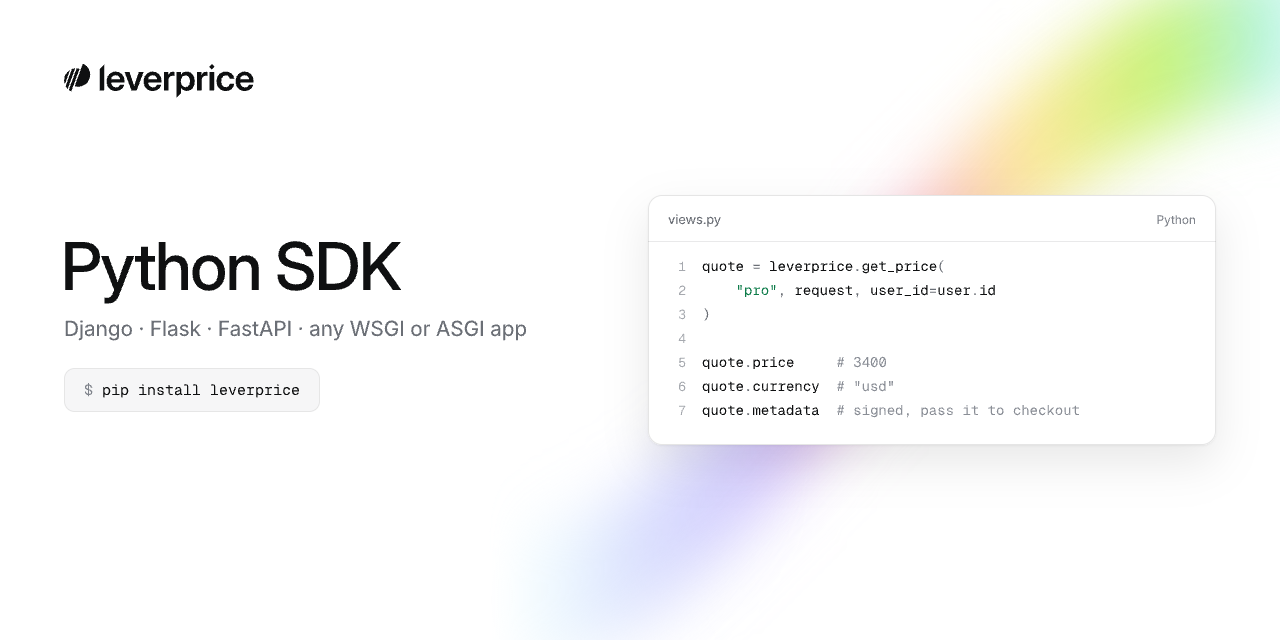 leverprice
Python SDK
Django · Flask · FastAPI · any WSGI or ASGI app
$ pip install leverprice
views.py
Python
1 quote = leverprice.get_price(
2     "pro", request, user_id=user.id
3 )
4
5 quote.price     # 3400
6 quote.currency  # "usd"
7 quote.metadata  # signed, pass it to checkout